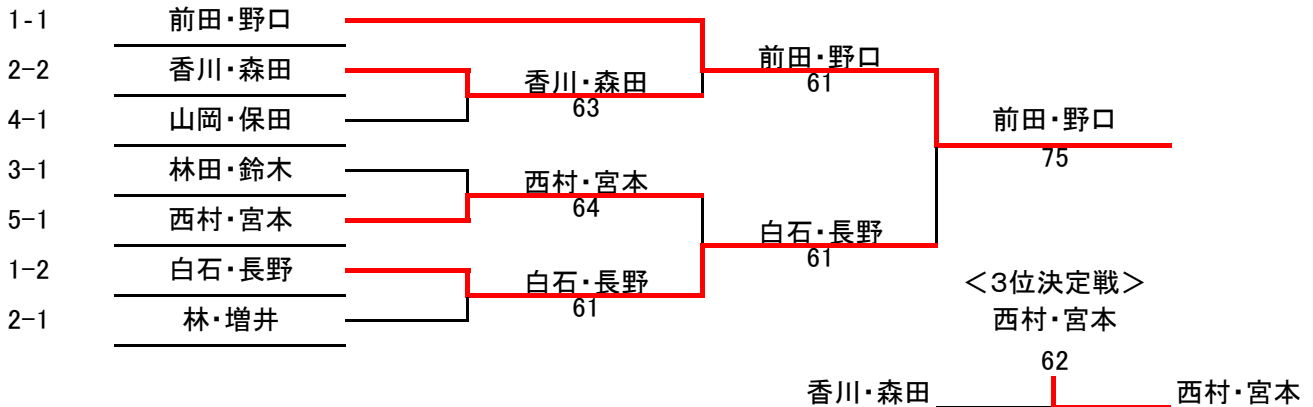 1-1 前田・野口
2-2 香川・森田 前田・野口
香川・森田 61
4-1 山岡・保田 63 前田・野口
3-1 林田・鈴木 75
西村・宮本
5-1 西村・宮本 64 白石・長野
1-2 白石・長野 61
白石・長野 <3位決定戦>
2-1 林・増井 61 西村・宮本
62
香川・森田 西村・宮本